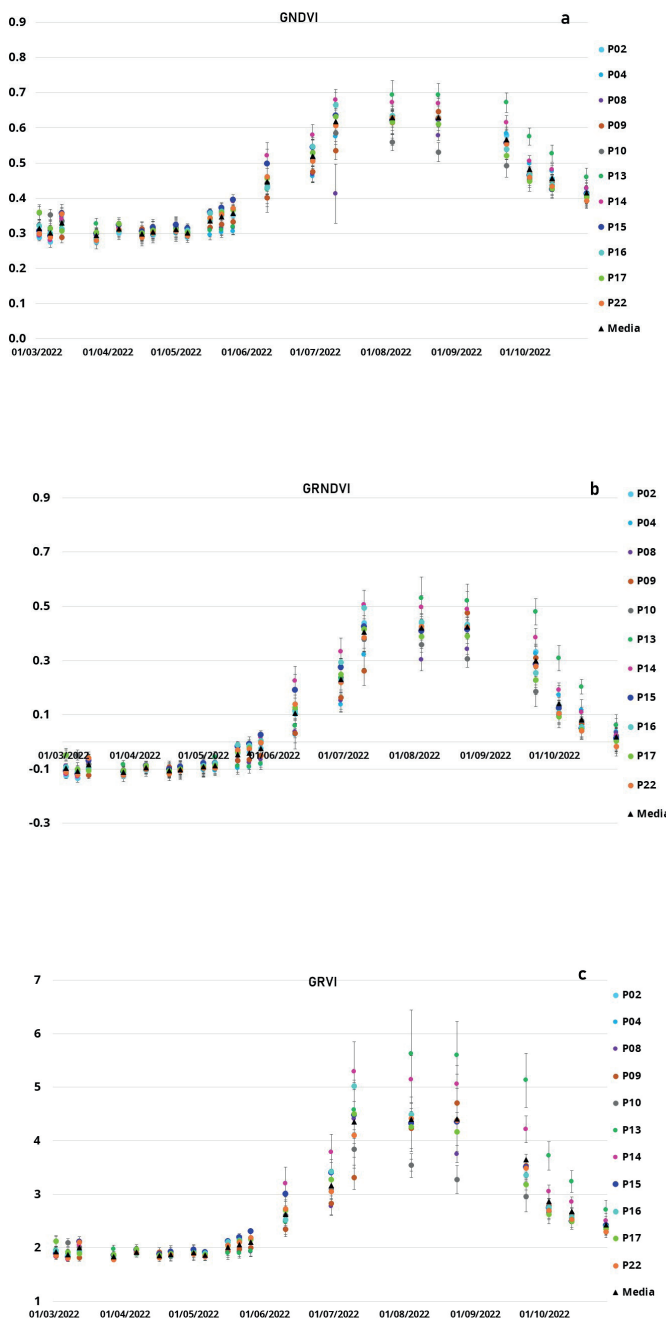 GNDVI
a
0.9
0.8
0.7
0.6
0.5
0.4
0.3
0.2
0.1
0.0
01/03/2022 01/04/2022 01/05/2022 01/06/2022 01/07/2022 01/08/2022 01/09/2022 01/10/2022
P02
P04
P08
P09
P10
P13
P14
P15
P16
P17
P22
Media
GRNDVI
b
0.9
0.7
0.5
0.3
0.1
-0.1
-0.3
01/03/2022 01/04/2022 01/05/2022 01/06/2022 01/07/2022 01/08/2022 01/09/2022 01/10/2022
P02
P04
P08
P09
P10
P13
P14
P15
P16
P17
P22
Media
GRVI
c
7
6
5
4
3
2
1
01/03/2022 01/04/2022 01/05/2022 01/06/2022 01/07/2022 01/08/2022 01/09/2022 01/10/2022
P02
P04
P08
P09
P10
P13
P14
P15
P16
P17
P22
Media